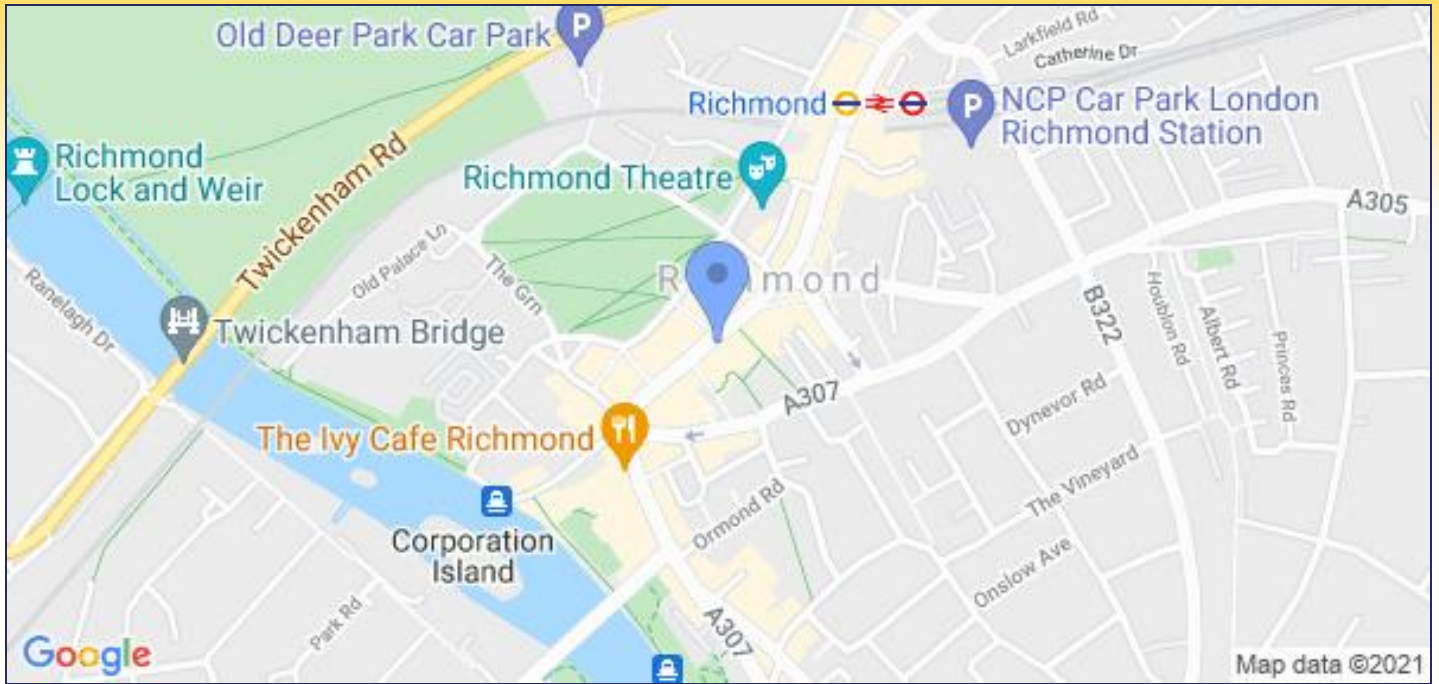 Old Deer Park Car Park
P
Larkfield Rd
Catherine Dr
Richmond
P
NCP Car Park London
Richmond Station
Richmond
Lock and Weir
Twickenham Rd
Richmond Theatre
A305
Old Palace Ln
The Grn
Ranelagh Dr
Twickenham Bridge
B322
Houblon Rd
Albert Rd
Princes Rd
A307
Dynevor Rd
The Ivy Cafe Richmond
The Vineyard
Ormond Rd
Corporation
Island
Onslow Ave
Park Rd
A307
Google
Map data ©2021